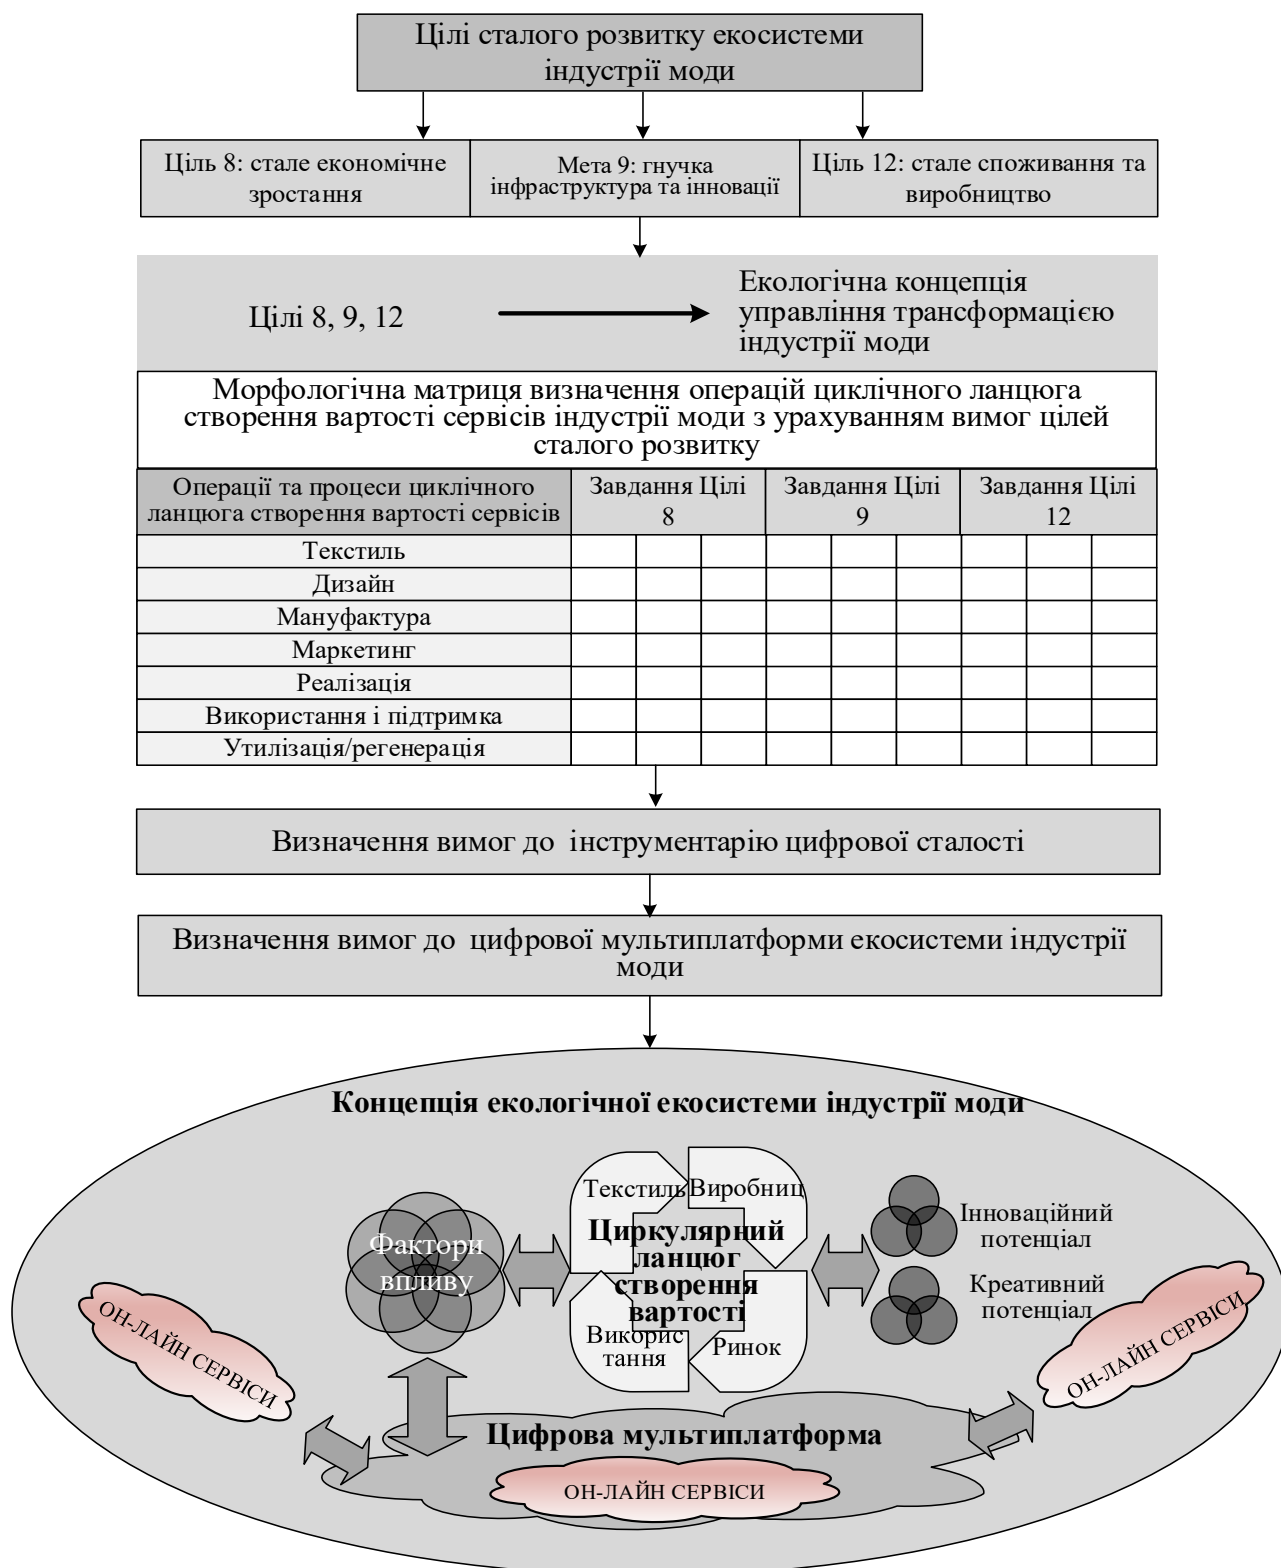 Цілі сталого розвитку екосистеми
індустрії моди
Ціль 8: стале економічне
зростання
Мета 9: гнучка
інфраструктура та інновації
Ціль 12: стале споживання та
виробництво
Цілі 8, 9, 12
Екологічна концепція
управління трансформацією
індустрії моди
Морфологічна матриця визначення операцій циклічного ланцюга
створення вартості сервісів індустрії моди з урахуванням вимог цілей
сталого розвитку
Операції та процеси циклічного
ланцюга створення вартості сервісів
Завдання Цілі
8
Завдання Цілі
9
Завдання Цілі
12
Текстиль
Дизайн
Мануфактура
Маркетинг
Реалізація
Використання і підтримка
Утилізація/регенерація
Визначення вимог до інструментарію цифрової сталості
Визначення вимог до цифрової мультиплатформи екосистеми індустрії
моди
Концепція екологічної екосистеми індустрії моди
Фактори
впливу
Текстиль
Виробниц
Циркулярний
ланцюг
створення
вартості
Викорис
тання
Ринок
Інноваційний
потенціал
Креативний
потенціал
ОН-ЛАЙН СЕРВІСИ
ОН-ЛАЙН СЕРВІСИ
Цифрова мультиплатформа
ОН-ЛАЙН СЕРВІСИ